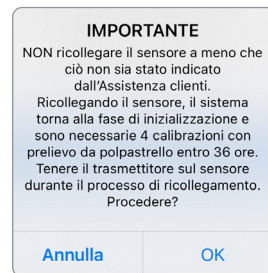 IMPORTANTE
NON ricollegare il sensore a meno che
ciò non sia stato indicato
dall'Assistenza clienti.
Ricollegando il sensore, il sistema
torna alla fase di inizializzazione e
sono necessarie 4 calibrazioni con
prelievo da polpastrello entro 36 ore.
Tenere il trasmettitore sul sensore
durante il processo di ricollegamento.
Procedere?
Annulla OK